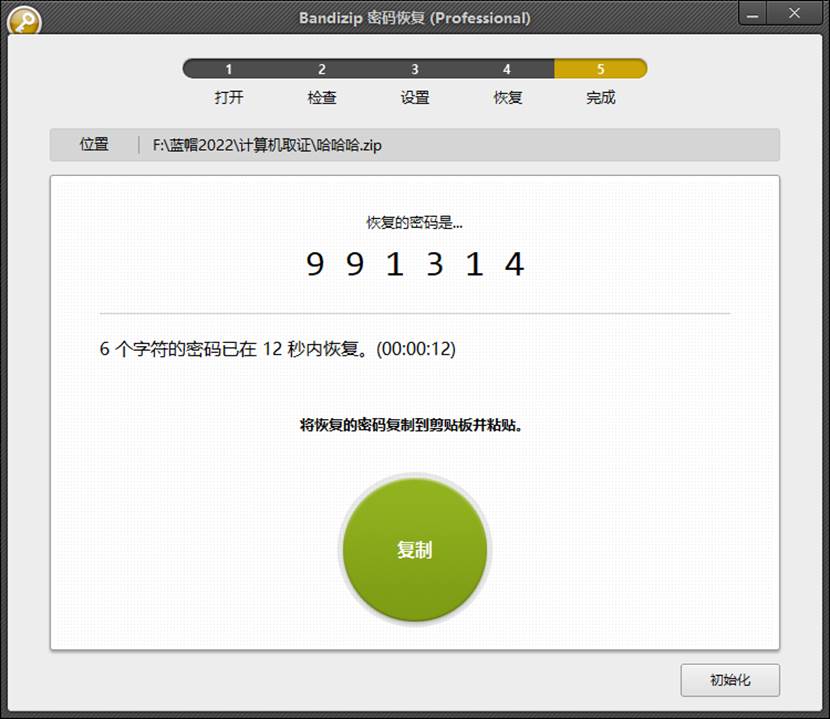 Bandizip 密码恢复 (Professional)
1 2 3 4 5
打开 检查 设置 恢复 完成
位置 F:\蓝帽2022\计算机取证\哈哈哈.zip
恢复的密码是...
9 9 1 3 1 4
6 个字符的密码已在 12 秒内恢复。(00:00:12)
将恢复的密码复制到剪贴板并粘贴。
复制
初始化